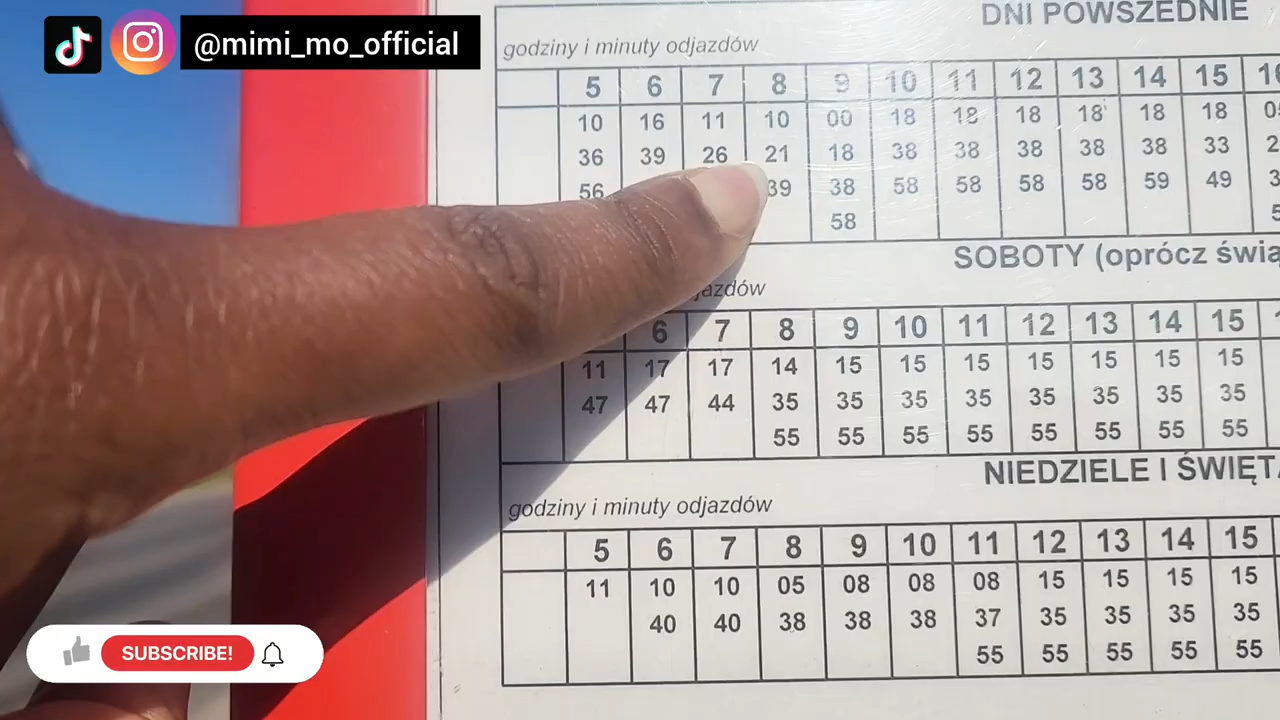 @mimi_mo_official
DNI POWSZEDNIE
godziny i minuty odjazdów
5 6 7 8 9 10 11 12 13 14 15
10 16 11 10 00 18 18 18 18 18 18
36 39 26 21 18 38 38 38 38 38 33
56 39 38 58 58 58 58 59 49
58
SOBOTY (oprócz
6 7 8 9 10 11 12 13 14 15
11 17 17 14 15 15 15 15 15 15 15
47 47 44 35 35 35 35 35 35 35 35
55 55 55 55 55 55 55 55
NIEDZIELE I
godziny i minuty odjazdów
5 6 7 8 9 10 11 12 13 14 15
11 10 10 05 08 08 08 15 15 15 15
40 40 38 38 38 37 35 35 35 35
55 55 55 55 55
SUBSCRIBE!